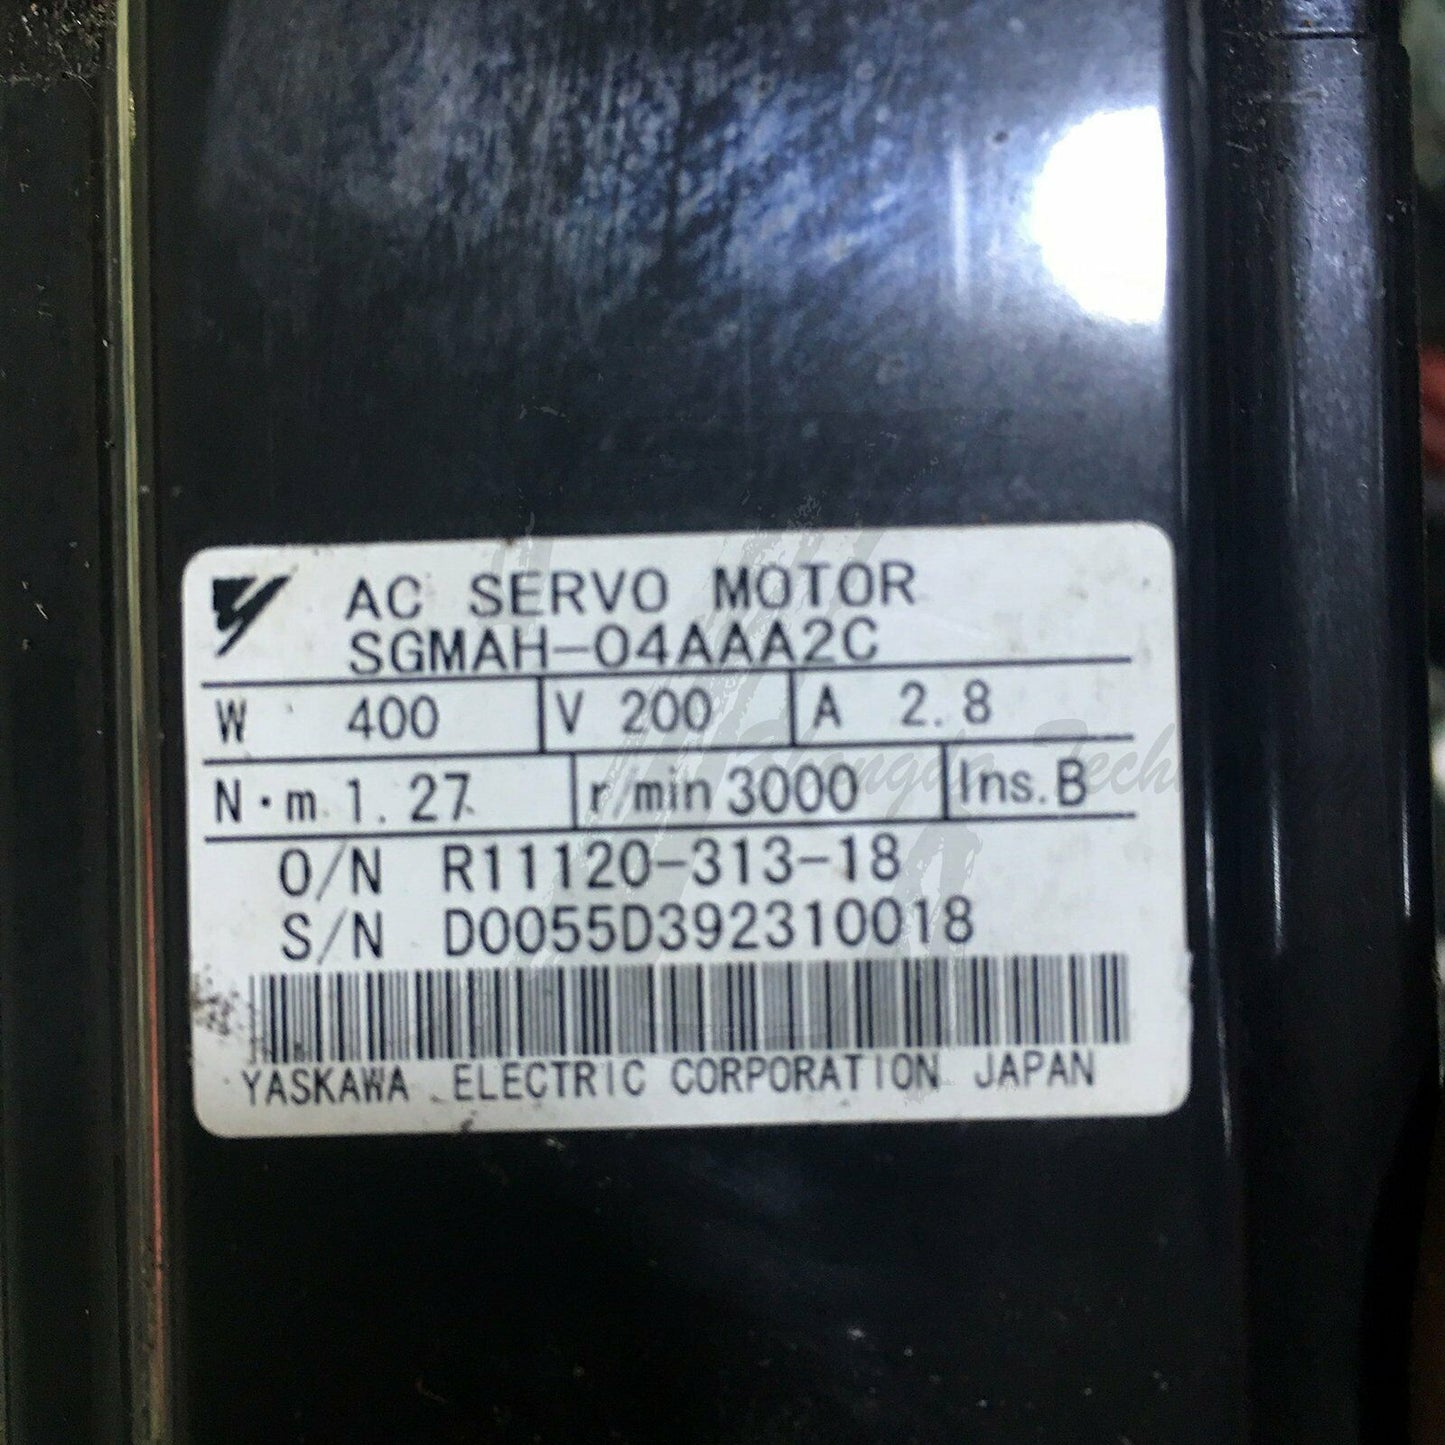 AC SERVO MOTOR
SGMAH-04AAA2C
W 400 V 200 A 2.8
N·m 1.27 r/min 3000 Ins. B
O/N R11120-313-18
S/N D0055D392310018
YASKAWA ELECTRIC CORPORATION JAPAN